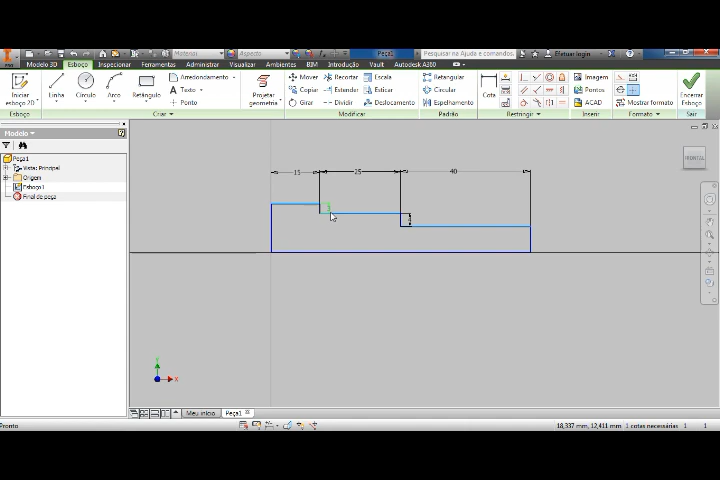 Material
Aspecto
Peça1
Pesquisar na Ajuda e comandos.
Efetuar login
Modelo 3D Esboço Inspecionar Ferramentas Administrar Visualizar Ambientes BIM Introdução Vault Autodesk A360
Iniciar esboço 2D
Linha
Círculo
Arco
Retângulo
Arredondamento
Texto
Ponto
Projetar geometria
Mover
Copiar
Girar
Recortar
Estender
Dividir
Escala
Esticar
Deslocamento
Retangular
Circular
Espelhamento
Cota
Imagem
Pontos
ACAD
Mostrar formato
Encerrar Esboço
Esboço Criar Modificar Padrão Restringir Inserir Formato Sair
Modelo
Peça1
Vista: Principal
Origem
Esboço1
Final de peça
15 25 40
FRONTAL
Y
X
Meu início Peça1
Pronto
18,337 mm, 12,411 mm 1 cotas necessárias 1 1